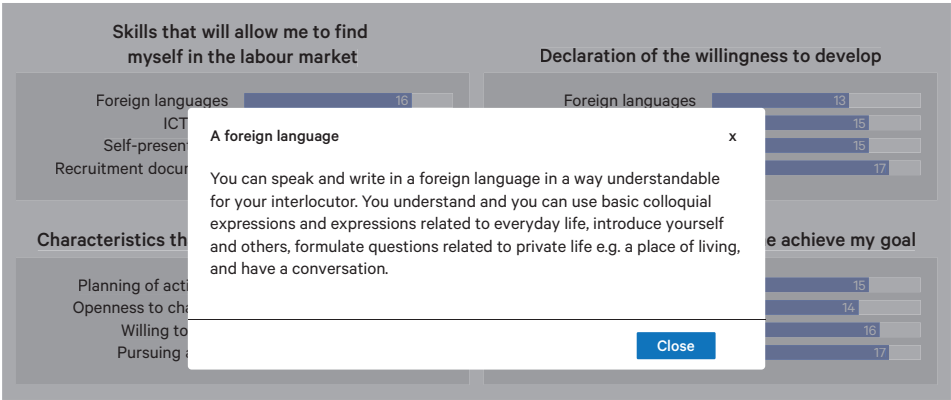 Skills that will allow me to find
myself in the labour market
Foreign languages 16
ICT
Self-presen
Recruitment docu
Declaration of the willingness to develop
Foreign languages 13
15
15
17
A foreign language x
You can speak and write in a foreign language in a way understandable
for your interlocutor. You understand and you can use basic colloquial
expressions and expressions related to everyday life, introduce yourself
and others, formulate questions related to private life e.g. a place of living,
and have a conversation.
Close
Characteristics th
Planning of acti
Openness to cha
Willing to
Pursuing
e achieve my goal
15
14
16
17